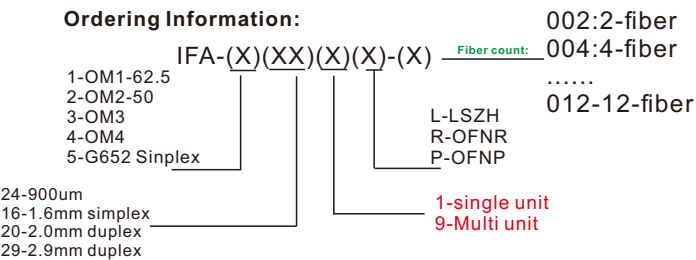 Ordering Information:
IFA-(X)(XX)(X)(X)-(X)
Fiber count:
002:2-fiber
004:4-fiber
......
012-12-fiber
1-OM1-62.5
2-OM2-50
3-OM3
4-OM4
5-G652 Sinplex
L-LSZH
R-OFNR
P-OFNP
24-900um
16-1.6mm simplex
20-2.0mm duplex
29-2.9mm duplex
1-single unit
9-Multi unit